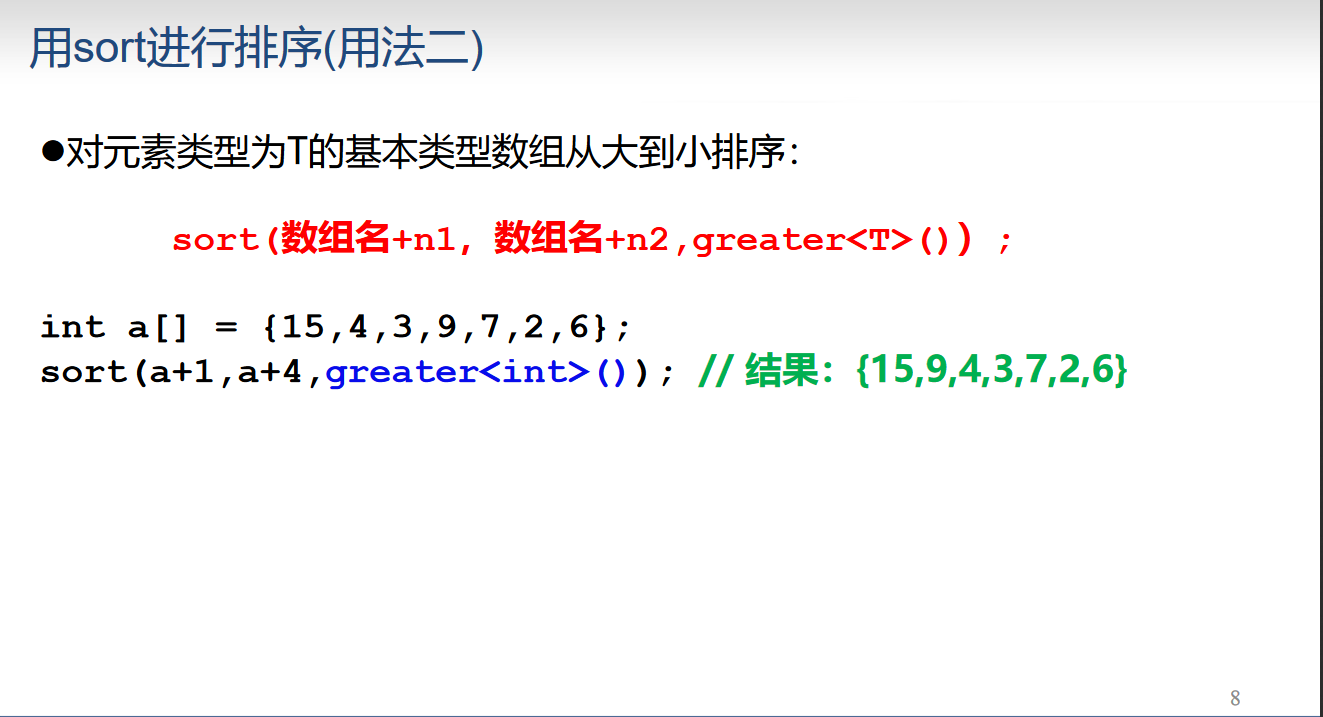 用sort进行排序(用法二)
●对元素类型为T的基本类型数组从大到小排序：
sort(数组名+n1, 数组名+n2,greater<T>()) ;
int a[] = {15,4,3,9,7,2,6};
sort(a+1,a+4,greater<int>()); // 结果：{15,9,4,3,7,2,6}
8